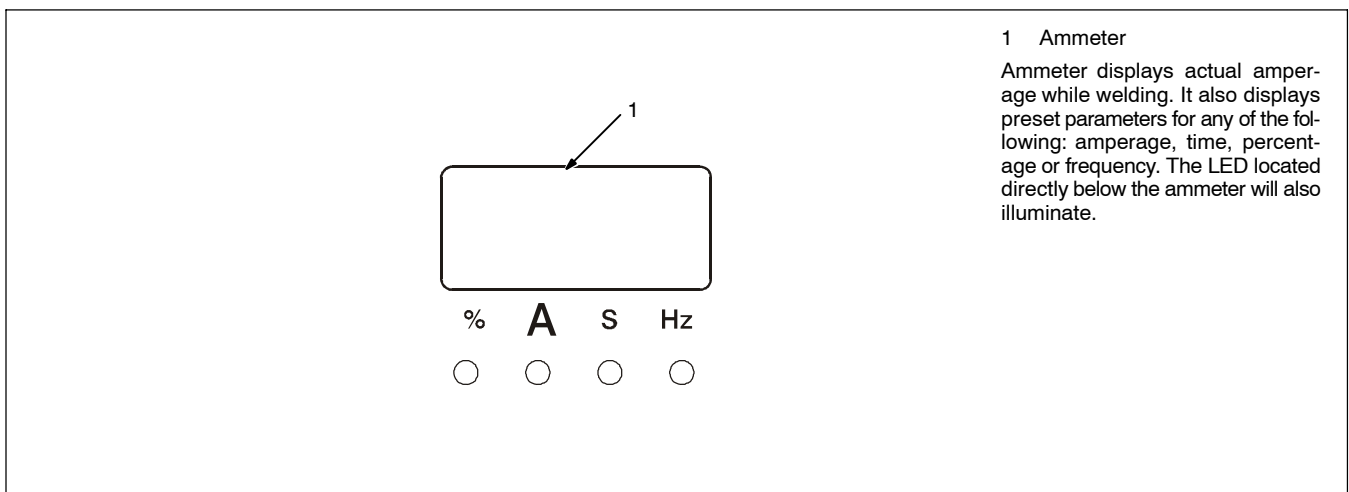 1 Ammeter
Ammeter displays actual amper-
age while welding. It also displays
preset parameters for any of the fol-
lowing: amperage, time, percent-
age or frequency. The LED located
directly below the ammeter will also
illuminate.
1
% A S Hz